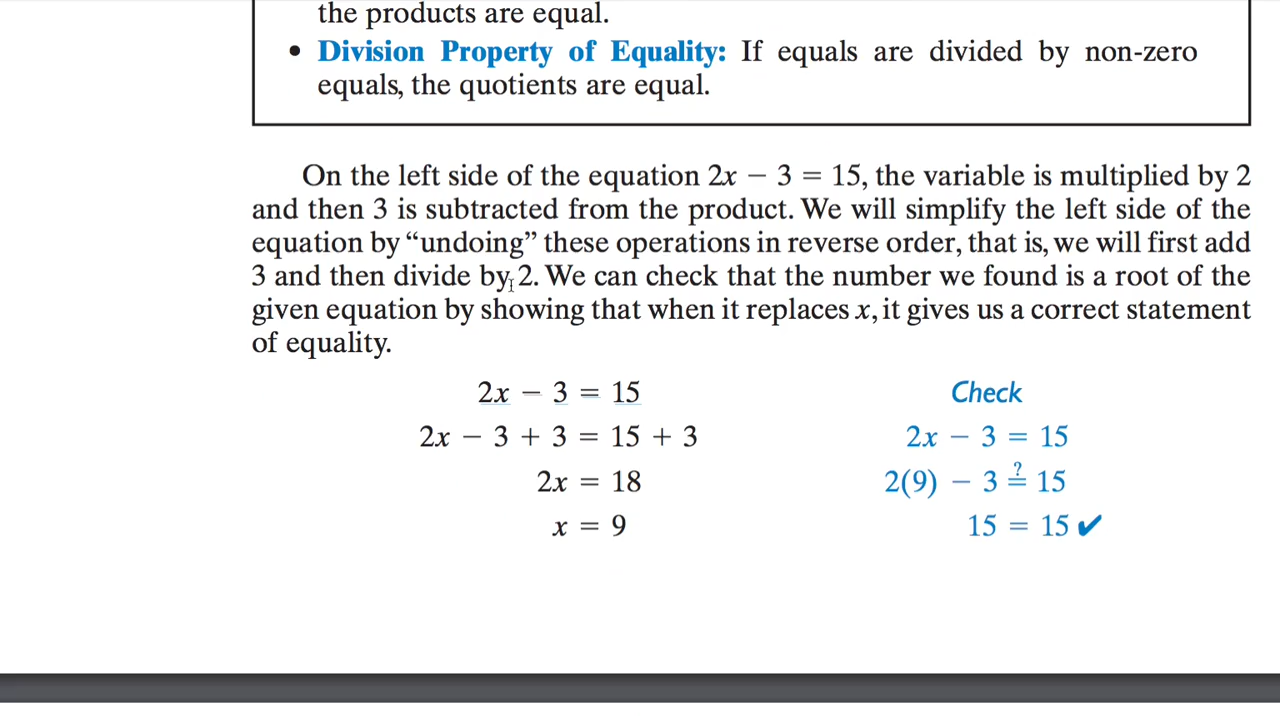 the products are equal.
• Division Property of Equality: If equals are divided by non-zero
equals, the quotients are equal.
On the left side of the equation 2x − 3 = 15, the variable is multiplied by 2
and then 3 is subtracted from the product. We will simplify the left side of the
equation by “undoing” these operations in reverse order, that is, we will first add
3 and then divide by 2. We can check that the number we found is a root of the
given equation by showing that when it replaces x, it gives us a correct statement
of equality.
2x − 3 = 15
2x − 3 + 3 = 15 + 3
2x = 18
x = 9
Check
2x − 3 = 15
2(9) − 3 ≟ 15
15 = 15 ✔